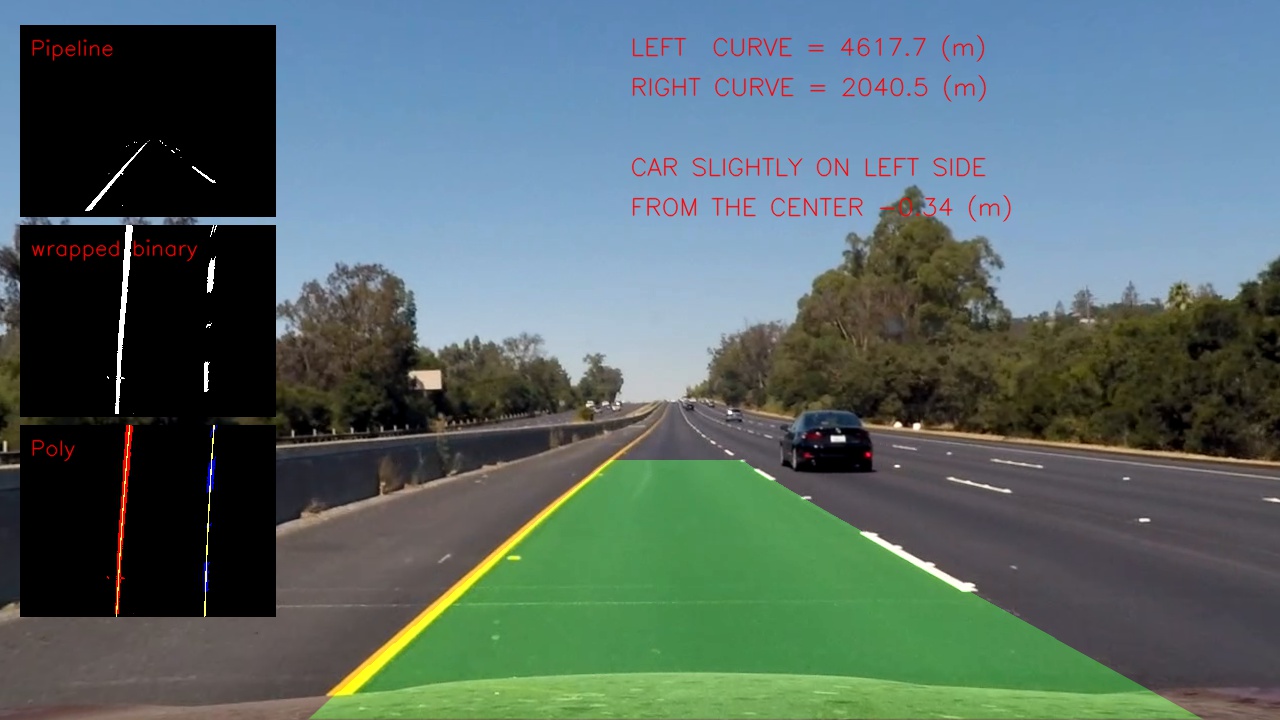 Pipeline
LEFT CURVE = 4617.7 (m)
RIGHT CURVE = 2040.5 (m)
CAR SLIGHTLY ON LEFT SIDE
FROM THE CENTER -0.34 (m)
wrapped binary
Poly